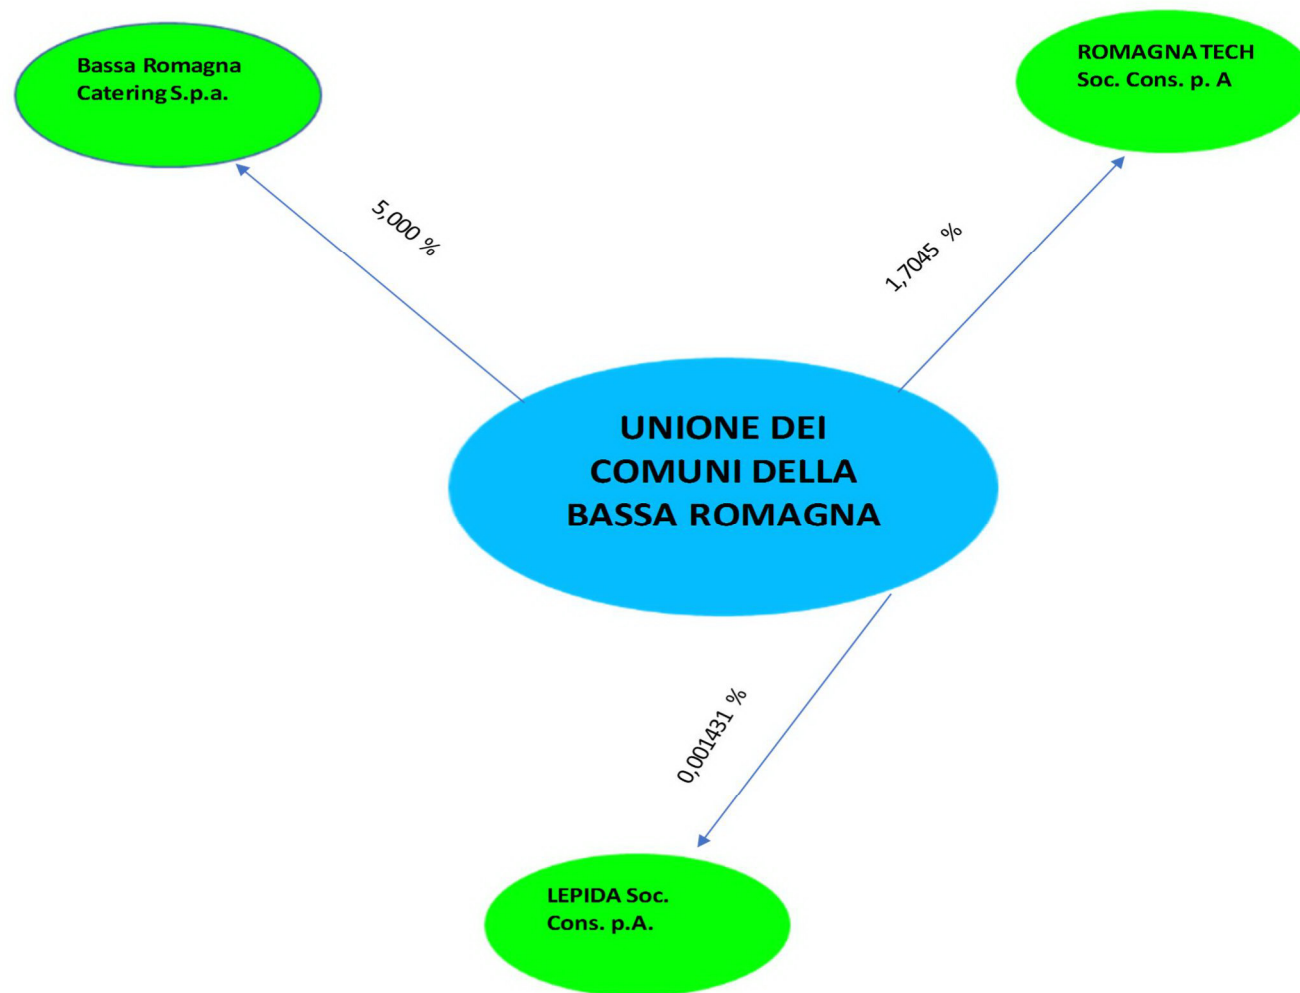 Bassa Romagna
Catering S.p.a.
ROMAGNA TECH
Soc. Cons. p. A
5,000 %
1,7045 %
UNIONE DEI
COMUNI DELLA
BASSA ROMAGNA
0,001431 %
LEPIDA Soc.
Cons. p.A.